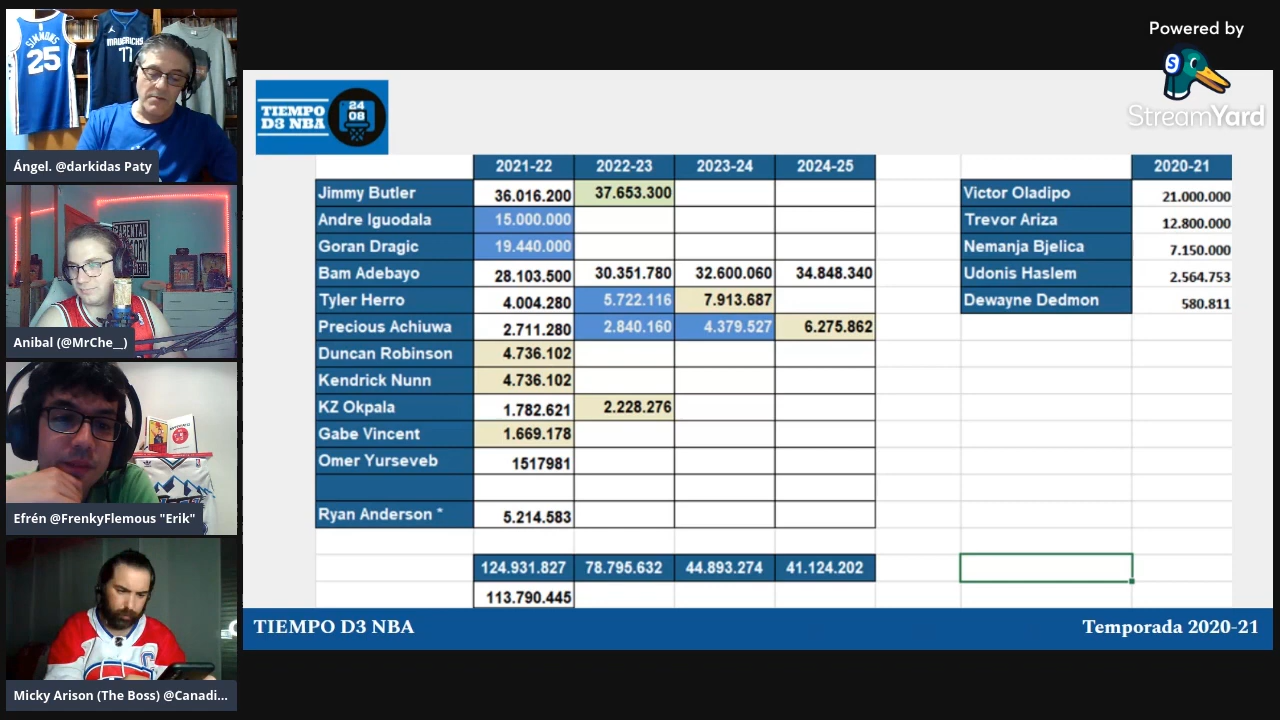 Powered by
StreamYard
SIMMONS
25
MAVERICKS
77
Ángel. @darkidas Paty
PARENTAL
Anibal (@MrChe__)
Efrén @FrenkyFlemous "Erik"
Micky Arison (The Boss) @Canadi...
TIEMPO
D3 NBA
24
08
2021-22 2022-23 2023-24 2024-25 2020-21
Jimmy Butler 36.016.200 37.653.300 Victor Oladipo 21.000.000
Andre Iguodala 15.000.000 Trevor Ariza 12.800.000
Goran Dragic 19.440.000 Nemanja Bjelica 7.150.000
Bam Adebayo 28.103.500 30.351.780 32.600.060 34.848.340 Udonis Haslem 2.564.753
Tyler Herro 4.004.280 5.722.116 7.913.687 Dewayne Dedmon 580.811
Precious Achiuwa 2.711.280 2.840.160 4.379.527 6.275.862
Duncan Robinson 4.736.102
Kendrick Nunn 4.736.102
KZ Okpala 1.782.621 2.228.276
Gabe Vincent 1.669.178
Omer Yurseveb 1517981
Ryan Anderson * 5.214.583
124.931.827 78.795.632 44.893.274 41.124.202
113.790.445
TIEMPO D3 NBA Temporada 2020-21